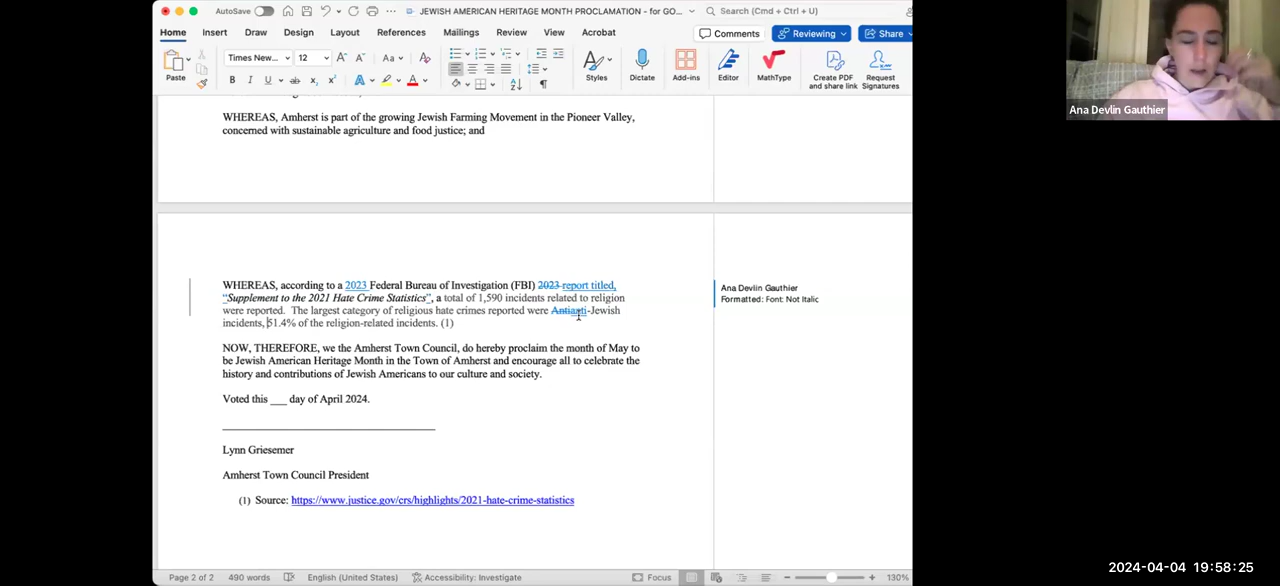 AutoSave
JEWISH AMERICAN HERITAGE MONTH PROCLAMATION - for GO...
Search (Cmd + Ctrl + U)
Home Insert Draw Design Layout References Mailings Review View Acrobat
Comments Reviewing Share
Paste
Times New... 12
Styles Dictate Add-ins Editor MathType Create PDF and share link Request Signatures
WHEREAS, Amherst is part of the growing Jewish Farming Movement in the Pioneer Valley,
concerned with sustainable agriculture and food justice; and
WHEREAS, according to a 2023 Federal Bureau of Investigation (FBI) 2023 report titled,
"Supplement to the 2021 Hate Crime Statistics", a total of 1,590 incidents related to religion
were reported. The largest category of religious hate crimes reported were Antianti-Jewish
incidents, 51.4% of the religion-related incidents. (1)
NOW, THEREFORE, we the Amherst Town Council, do hereby proclaim the month of May to
be Jewish American Heritage Month in the Town of Amherst and encourage all to celebrate the
history and contributions of Jewish Americans to our culture and society.
Voted this ___ day of April 2024.
Lynn Griesemer
Amherst Town Council President
(1) Source: https://www.justice.gov/crs/highlights/2021-hate-crime-statistics
Ana Devlin Gauthier
Formatted: Font: Not Italic
Page 2 of 2 490 words English (United States) Accessibility: Investigate Focus 130%
Ana Devlin Gauthier
2024-04-04 19:58:25